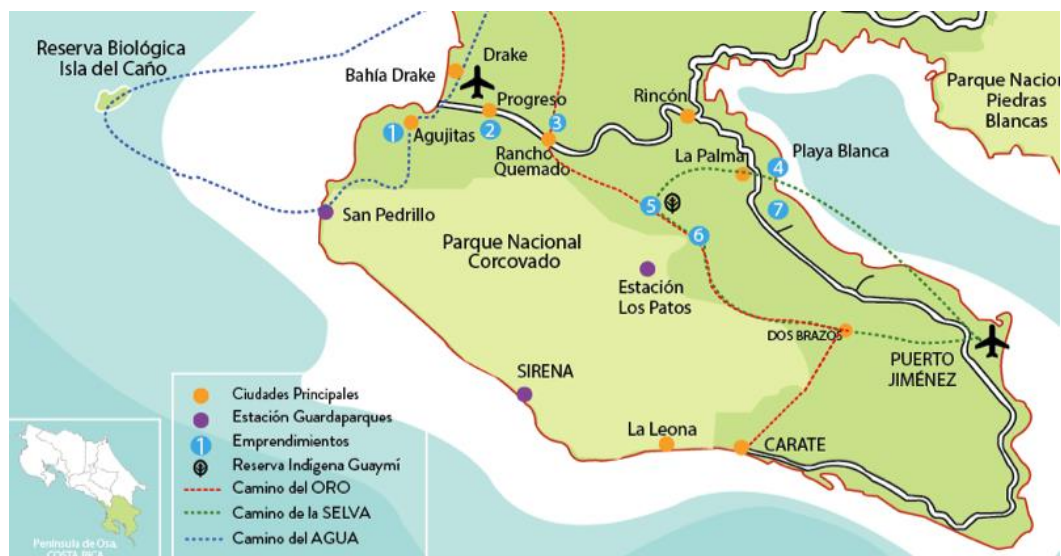 Reserva Biológica
Isla del Caño
Drake
Bahía Drake
Progreso
1
Agujitas
2
3
Rancho
Quemado
Rincón
Parque Nacional
Piedras
Blancas
La Palma
Playa Blanca
4
5
7
6
San Pedrillo
Parque Nacional
Corcovado
Estación
Los Patos
DOS BRAZOS
PUERTO
JIMÉNEZ
SIRENA
La Leona
CARATE
Ciudades Principales
Estación Guardaparques
1 Emprendimientos
Reserva Indígena Guaymí
Camino del ORO
Camino de la SELVA
Camino del AGUA
Península de Osa,
COSTA RICA